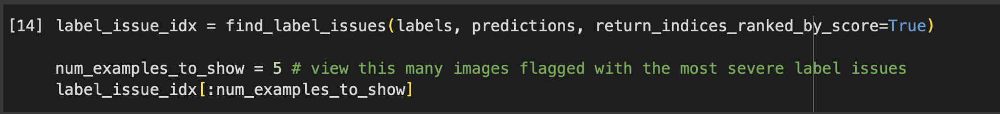 [14] label_issue_idx = find_label_issues(labels, predictions, return_indices_ranked_by_score=True)
num_examples_to_show = 5 # view this many images flagged with the most severe label issues
label_issue_idx[:num_examples_to_show]